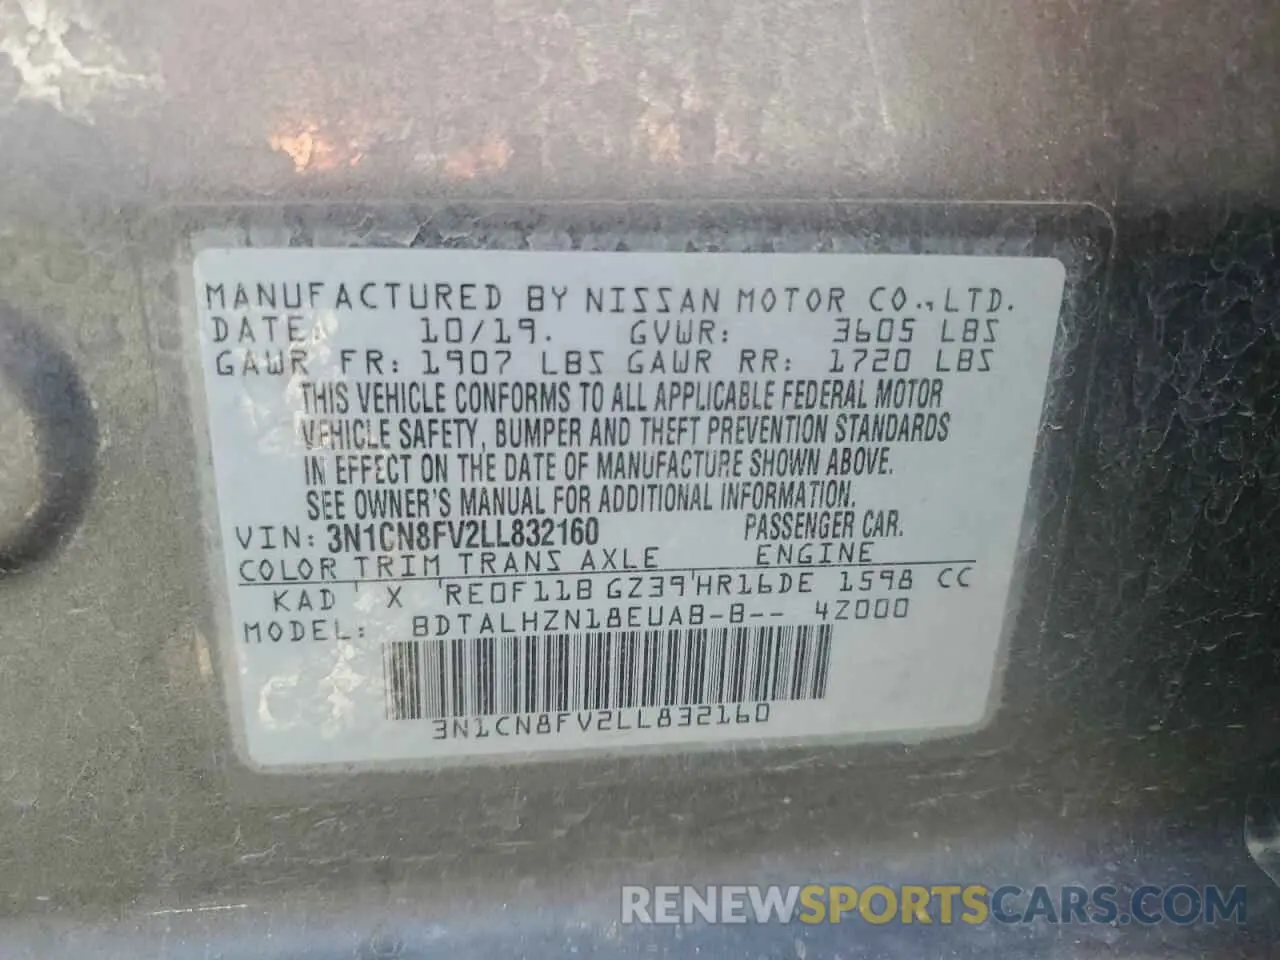 MANUFACTURED BY NISSAN MOTOR CO., LTD.
DATE: 10/19. GVWR: 3605 LBS
GAWR FR: 1907 LBS GAWR RR: 1720 LBS
THIS VEHICLE CONFORMS TO ALL APPLICABLE FEDERAL MOTOR
VEHICLE SAFETY, BUMPER AND THEFT PREVENTION STANDARDS
IN EFFECT ON THE DATE OF MANUFACTURE SHOWN ABOVE.
SEE OWNER'S MANUAL FOR ADDITIONAL INFORMATION.
VIN: 3N1CN8FV2LL832160 PASSENGER CAR.
COLOR TRIM TRANS AXLE ENGINE
KAD X RE0F11B GZ39 HR16DE 1598 CC
MODEL: BDTALHZN18EUAB-B-- 4Z000
3N1CN8FV2LL832160
RENEWSPORTSCARS.COM